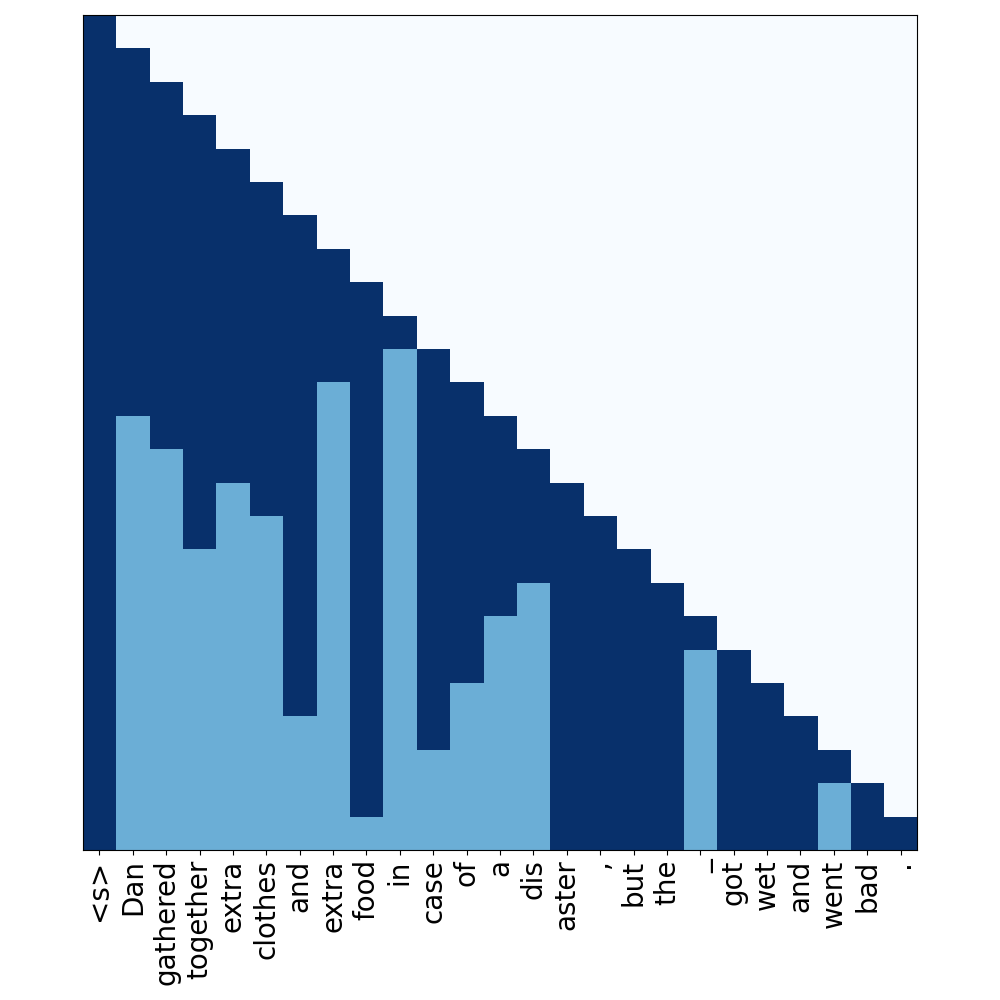 <s> Dan gathered together extra clothes and extra food in case of a dis aster , but the _ got wet and went bad .